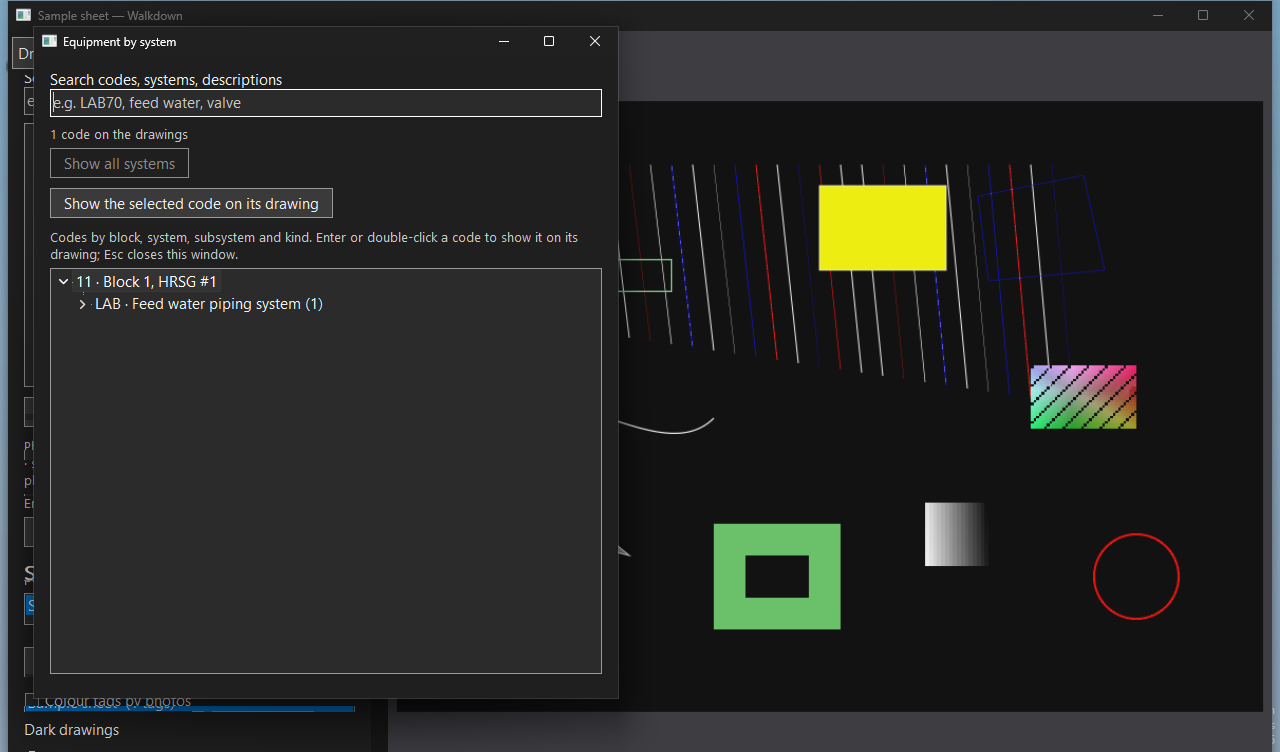 Sample sheet — Walkdown
Equipment by system
Search codes, systems, descriptions
e.g. LAB70, feed water, valve
1 code on the drawings
Show all systems
Show the selected code on its drawing
Codes by block, system, subsystem and kind. Enter or double-click a code to show it on its
drawing; Esc closes this window.
11 · Block 1, HRSG #1
LAB · Feed water piping system (1)
Colour tags by photos
Dark drawings